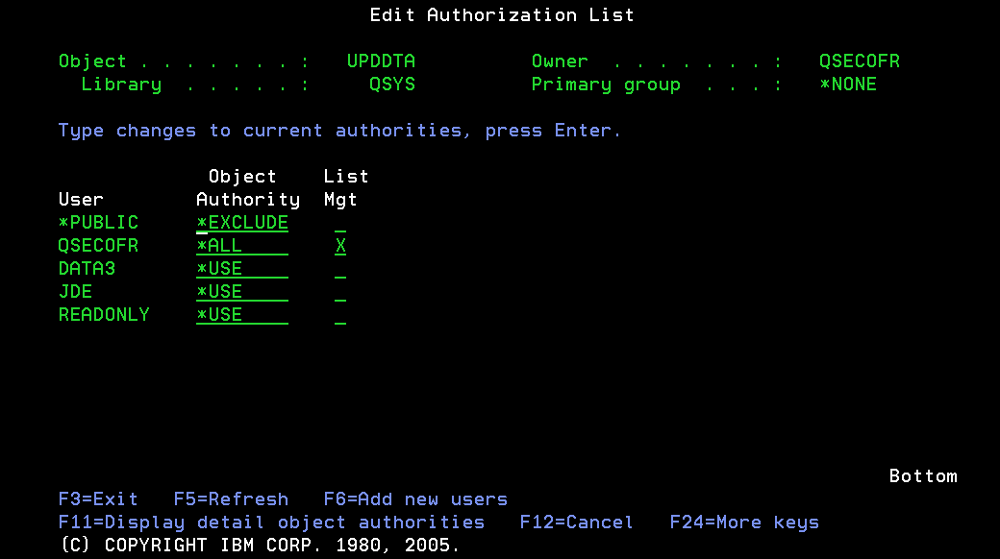 Edit Authorization List
Object . . . . . . . :   UPDDTA          Owner  . . . . . . . :   QSECOFR
  Library  . . . . . :     QSYS          Primary group  . . . :   *NONE
Type changes to current authorities, press Enter.
             Object    List
User        Authority  Mgt
*PUBLIC     *EXCLUDE    _
QSECOFR     *ALL        X
DATA3       *USE        _
JDE         *USE        _
READONLY    *USE        _
Bottom
F3=Exit   F5=Refresh   F6=Add new users
F11=Display detail object authorities   F12=Cancel   F24=More keys
(C) COPYRIGHT IBM CORP. 1980, 2005.